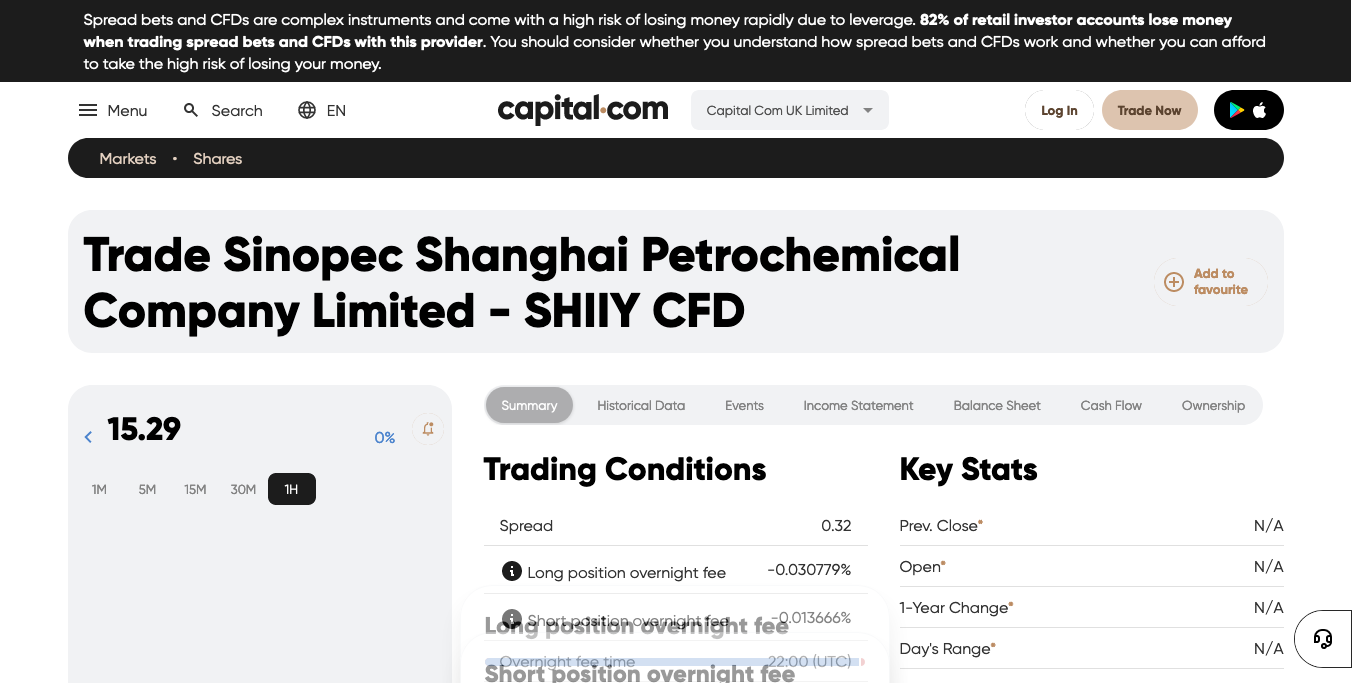 Spread bets and CFDs are complex instruments and come with a high risk of losing money rapidly due to leverage. 82% of retail investor accounts lose money
when trading spread bets and CFDs with this provider. You should consider whether you understand how spread bets and CFDs work and whether you can afford
to take the high risk of losing your money.
Menu
Search
EN
capital.com
Capital Com UK Limited
Log In
Trade Now
Markets • Shares
Trade Sinopec Shanghai Petrochemical
Company Limited - SHIIY CFD
Add to
favourite
15.29
0%
1M 5M 15M 30M 1H
Summary Historical Data Events Income Statement Balance Sheet Cash Flow Ownership
Trading Conditions
Spread 0.32
Long position overnight fee -0.030779%
Short position overnight fee -0.013666%
Long position overnight fee
Overnight fee time 22:00 (UTC)
Short position overnight fee
Key Stats
Prev. Close* N/A
Open* N/A
1-Year Change* N/A
Day's Range* N/A